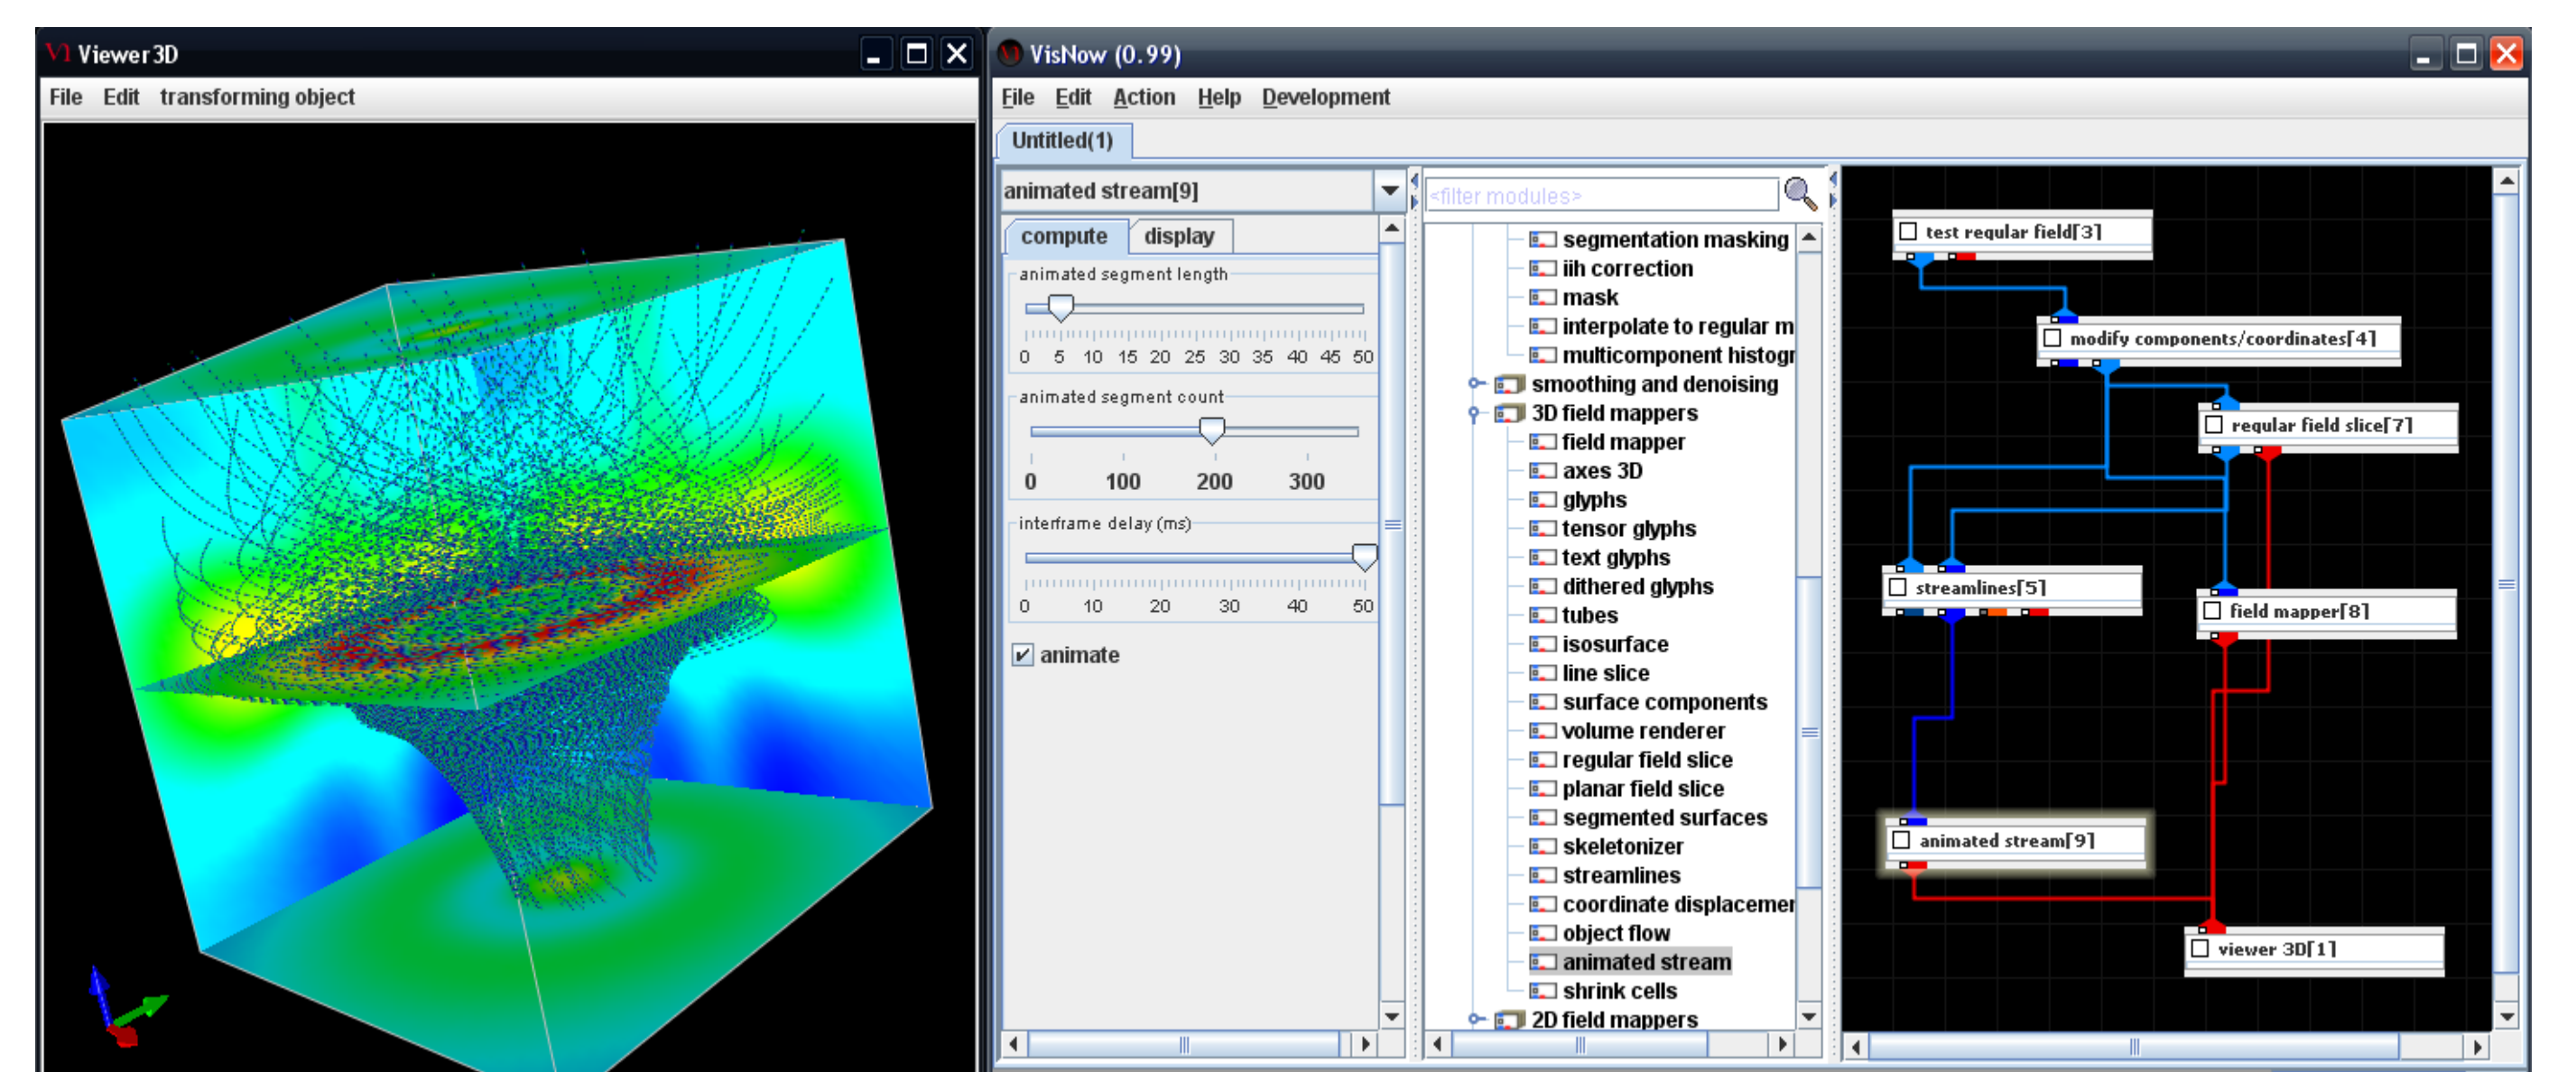 Viewer 3D
File Edit transforming object
VisNow (0.99)
File Edit Action Help Development
Untitled(1)
animated stream[9]
compute display
animated segment length
0 5 10 15 20 25 30 35 40 45 50
animated segment count
0 100 200 300
interframe delay (ms)
0 10 20 30 40 50
animate
<filter modules>
segmentation masking
iih correction
mask
interpolate to regular m
multicomponent histogr
smoothing and denoising
3D field mappers
field mapper
axes 3D
glyphs
tensor glyphs
text glyphs
dithered glyphs
tubes
isosurface
line slice
surface components
volume renderer
regular field slice
planar field slice
segmented surfaces
skeletonizer
streamlines
coordinate displacemer
object flow
animated stream
shrink cells
2D field mappers
test regular field[3]
modify components/coordinates[4]
regular field slice[7]
streamlines[5]
field mapper[8]
animated stream[9]
viewer 3D[1]